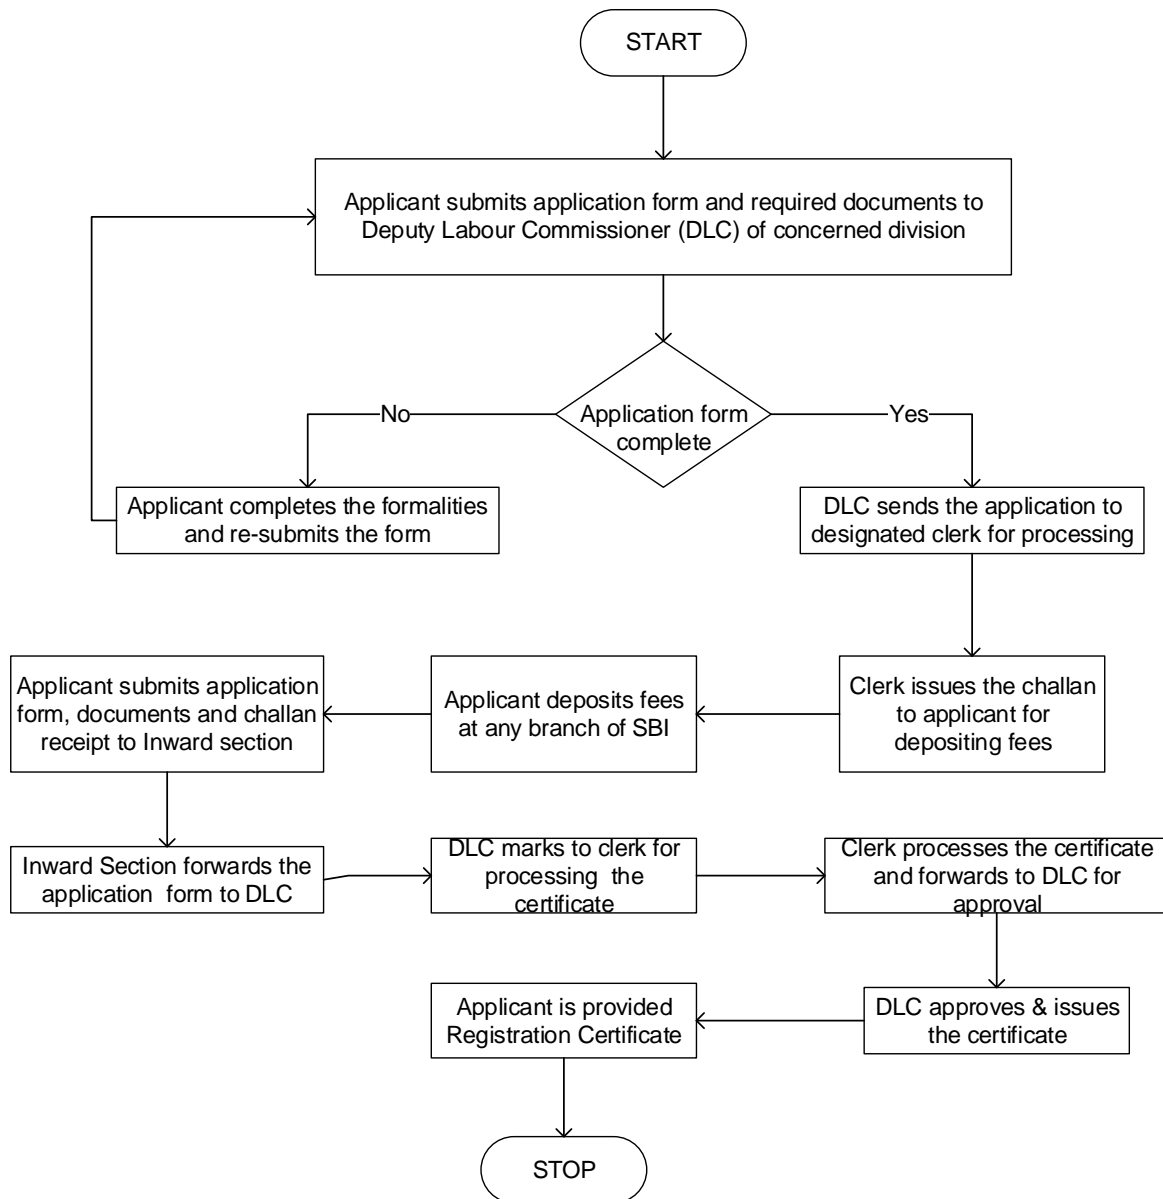 START
Applicant submits application form and required documents to
Deputy Labour Commissioner (DLC) of concerned division
Application form
complete
No
Yes
Applicant completes the formalities
and re-submits the form
DLC sends the application to
designated clerk for processing
Clerk issues the challan
to applicant for
depositing fees
Applicant deposits fees
at any branch of SBI
Applicant submits application
form, documents and challan
receipt to Inward section
Inward Section forwards the
application form to DLC
DLC marks to clerk for
processing the
certificate
Clerk processes the certificate
and forwards to DLC for
approval
DLC approves & issues
the certificate
Applicant is provided
Registration Certificate
STOP